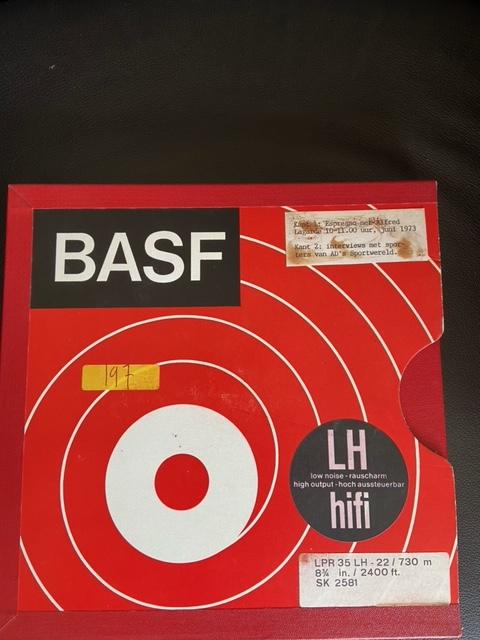 BASF
Kant 1: Espresso met Alfred
Lagarde 10-11.00 uur, juni 1973
Kant 2: interviews met spor-
ters van AD's Sportwereld.
197
LH
low noise - rauscharm
high output - hoch aussteuerbar
hifi
LPR 35 LH - 22 / 730 m
8¾ in. / 2400 ft.
SK 2581